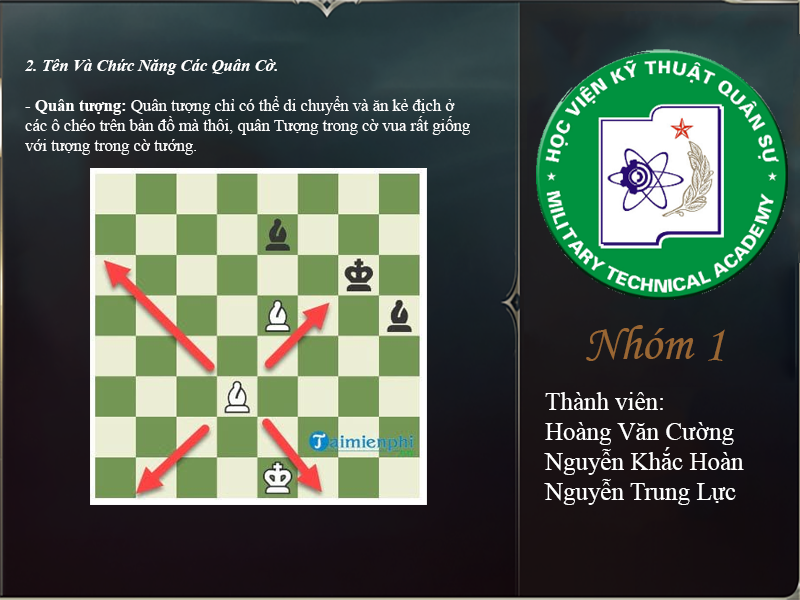 2. Tên Và Chức Năng Các Quân Cờ.
- Quân tượng: Quân tượng chỉ có thể di chuyển và ăn kẻ địch ở
các ô chéo trên bản đồ mà thôi, quân Tượng trong cờ vua rất giống
với tượng trong cờ tướng.
Taimienphi
HỌC VIỆN KỸ THUẬT QUÂN SỰ
MILITARY TECHNICAL ACADEMY
Nhóm 1
Thành viên:
Hoàng Văn Cường
Nguyễn Khắc Hoàn
Nguyễn Trung Lực